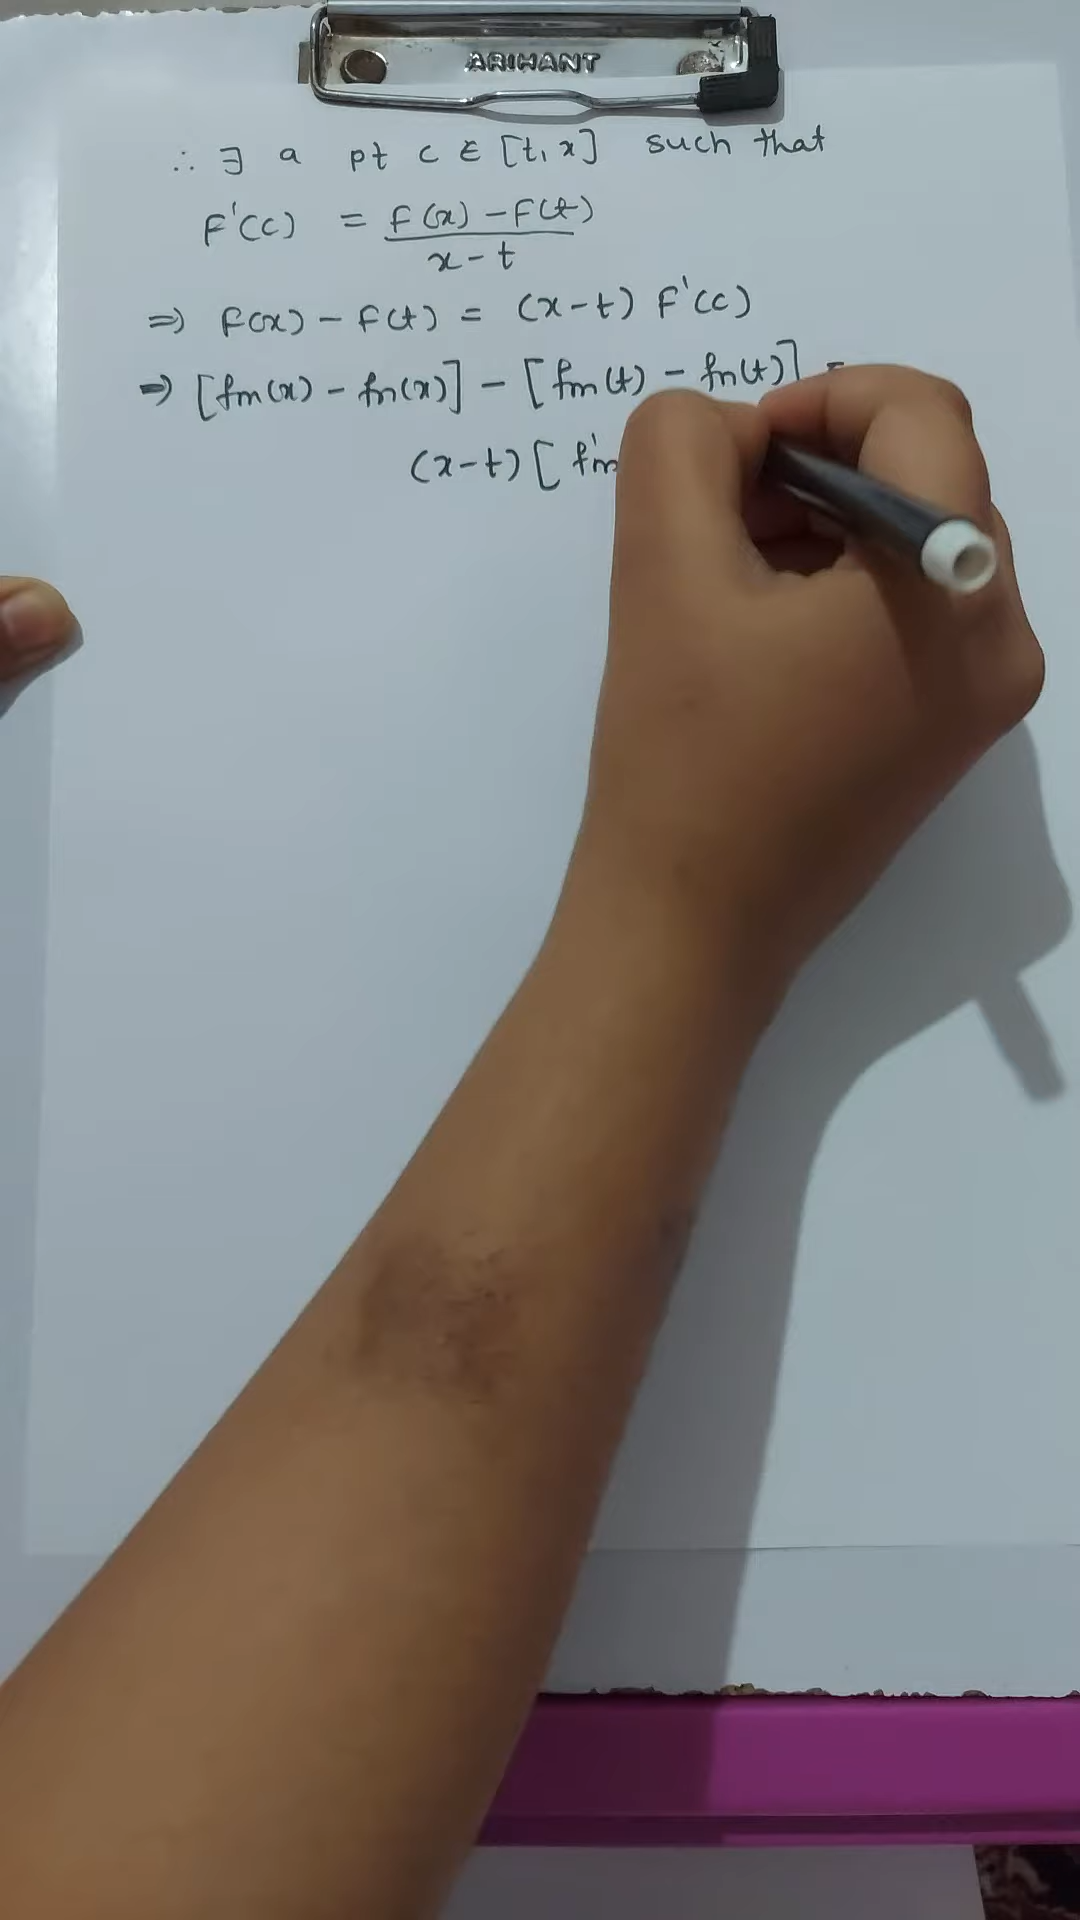 ARIHANT
∴ ∃ a pt c ∈ [t, x] such that
F'(c) = F(x) - F(t)
x - t
⇒ F(x) - F(t) = (x-t) F'(c)
⇒ [fm(x) - fn(x)] - [fm(t) - fn(t)] =
(x-t) [ f'm